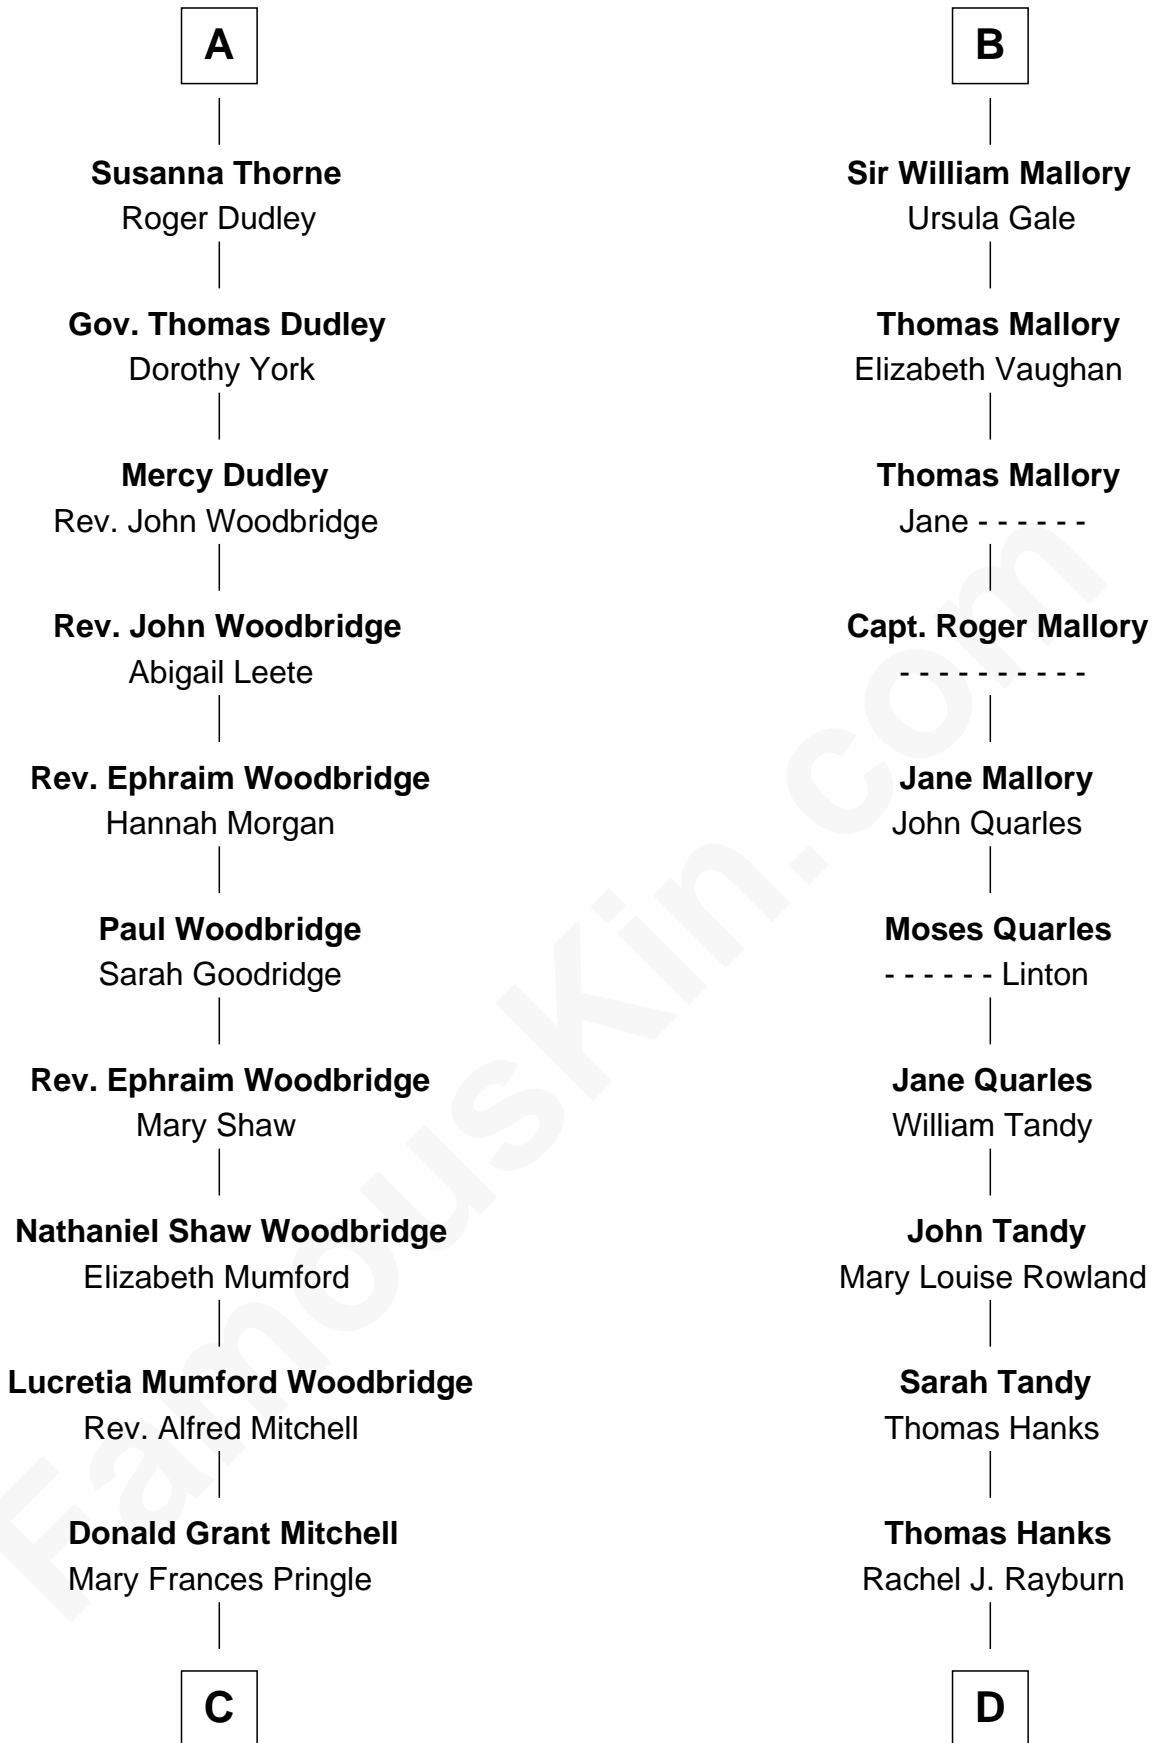 A
Susanna Thorne
Roger Dudley
Gov. Thomas Dudley
Dorothy York
Mercy Dudley
Rev. John Woodbridge
Rev. John Woodbridge
Abigail Leete
Rev. Ephraim Woodbridge
Hannah Morgan
Paul Woodbridge
Sarah Goodridge
Rev. Ephraim Woodbridge
Mary Shaw
Nathaniel Shaw Woodbridge
Elizabeth Mumford
Lucretia Mumford Woodbridge
Rev. Alfred Mitchell
Donald Grant Mitchell
Mary Frances Pringle
C
B
Sir William Mallory
Ursula Gale
Thomas Mallory
Elizabeth Vaughan
Thomas Mallory
Jane - - - - - -
Capt. Roger Mallory
- - - - - - - - - -
Jane Mallory
John Quarles
Moses Quarles
- - - - - - Linton
Jane Quarles
William Tandy
John Tandy
Mary Louise Rowland
Sarah Tandy
Thomas Hanks
Thomas Hanks
Rachel J. Rayburn
D
FamousKin.com